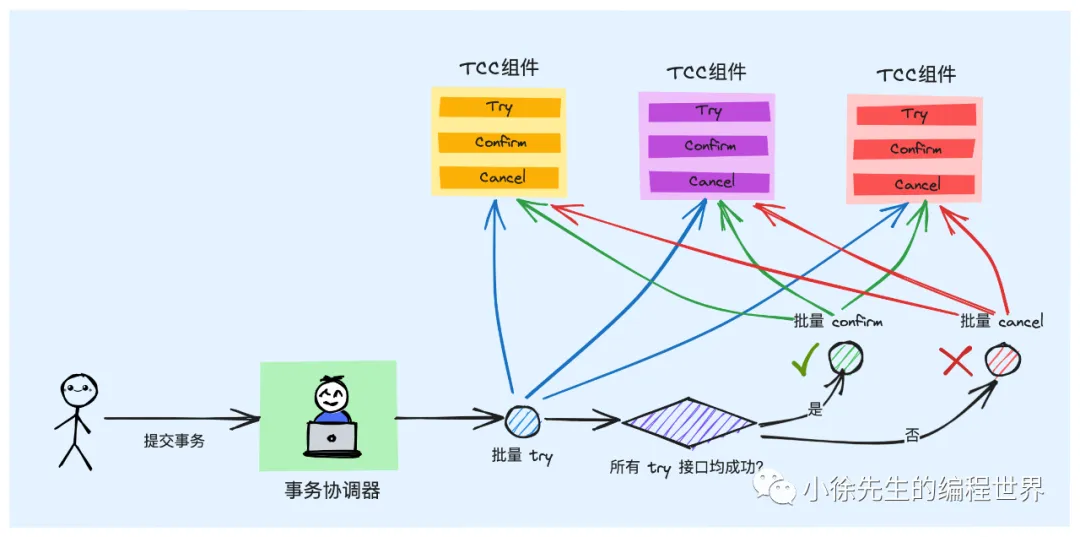 TCC组件
TCC组件
TCC组件
Try
Try
Try
Confirm
Confirm
Confirm
Cancel
Cancel
Cancel
批量 confirm
批量 cancel
是
否
提交事务
批量 try
所有 try 接口均成功?
事务协调器
小徐先生的编程世界